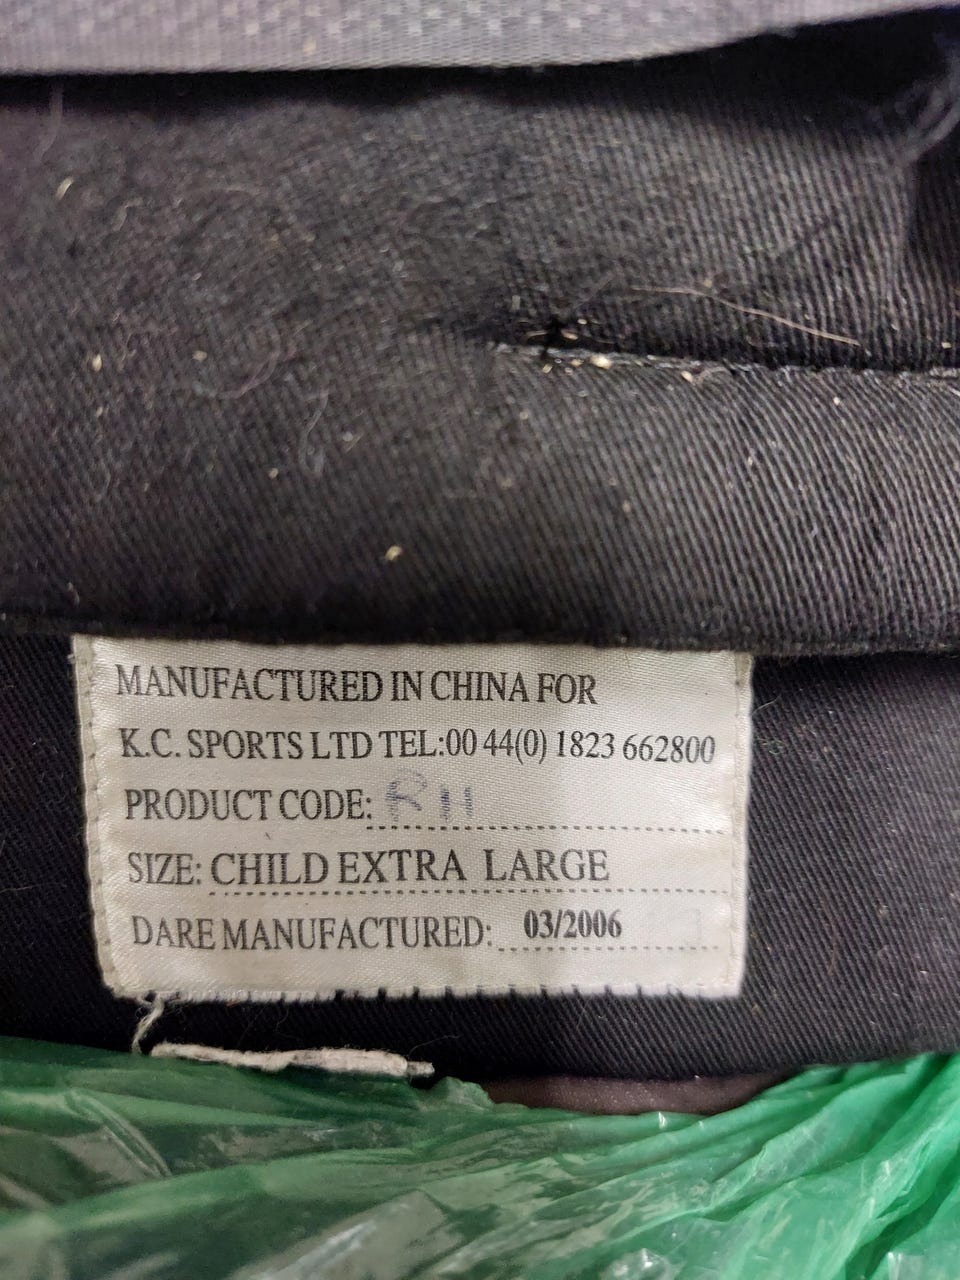 MANUFACTURED IN CHINA FOR
K.C. SPORTS LTD TEL:00 44(0) 1823 662800
PRODUCT CODE: R11
SIZE: CHILD EXTRA LARGE
DARE MANUFACTURED: 03/2006